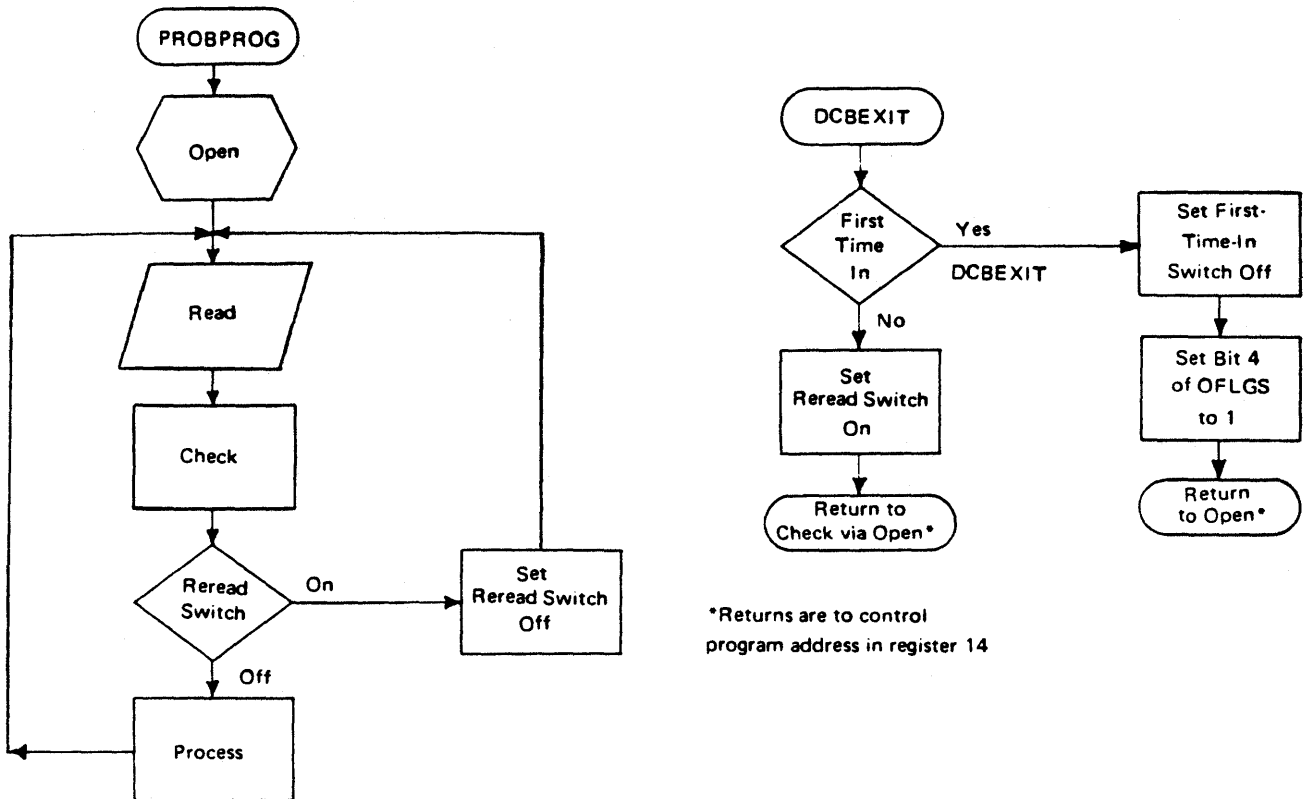 PROBPROG
Open
Read
Check
Reread
Switch
On
Set
Reread Switch
Off
Off
Process
DCBEXIT
First
Time
In
Yes
DCBEXIT
No
Set
Reread Switch
On
Return to
Check via Open*
Set First-
Time-In
Switch Off
Set Bit 4
of OFLGS
to 1
Return
to Open*
*Returns are to control
program address in register 14